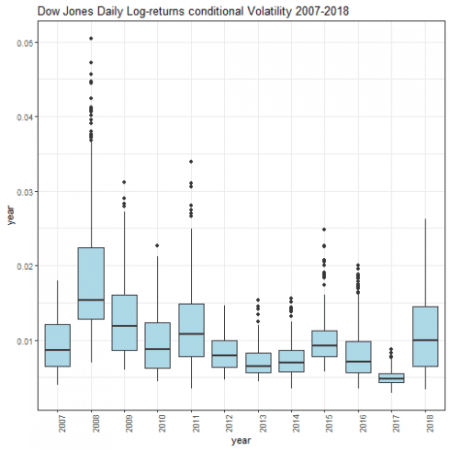 Dow Jones Daily Log-returns conditional Volatility 2007-2018
0.05
0.04
0.03
0.02
0.01
year
2007 2008 2009 2010 2011 2012 2013 2014 2015 2016 2017 2018
year